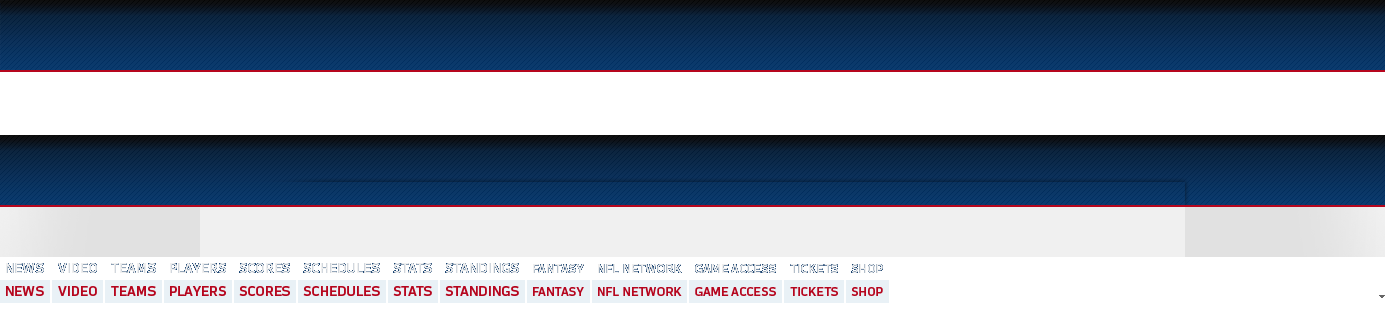 NEWS VIDEO TEAMS PLAYERS SCORES SCHEDULES STATS STANDINGS FANTASY NFL NETWORK GAME ACCESS TICKETS SHOP
NEWS VIDEO TEAMS PLAYERS SCORES SCHEDULES STATS STANDINGS FANTASY NFL NETWORK GAME ACCESS TICKETS SHOP